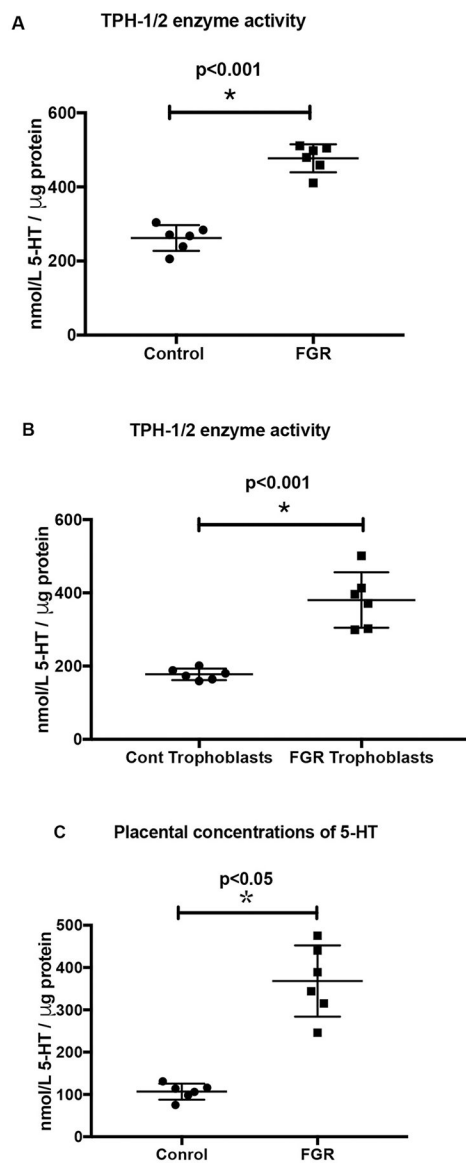 A TPH-1/2 enzyme activity
p<0.001
*
600
400
200
0
nmol/L 5-HT / µg protein
Control FGR
B TPH-1/2 enzyme activity
p<0.001
*
600
400
200
0
nmol/L 5-HT / µg protein
Cont Trophoblasts FGR Trophoblasts
C Placental concentrations of 5-HT
p<0.05
*
500
400
300
200
100
0
nmol/L 5-HT / µg protein
Conrol FGR